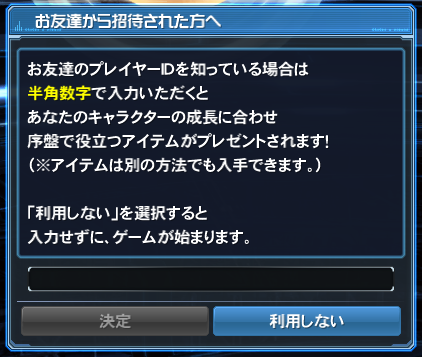 お友達から招待された方へ
お友達のプレイヤーIDを知っている場合は
半角数字で入力いただくと
あなたのキャラクターの成長に合わせ
序盤で役立つアイテムがプレゼントされます!
（※アイテムは別の方法でも入手できます。）
「利用しない」を選択すると
入力せずに、ゲームが始まります。
決定
利用しない